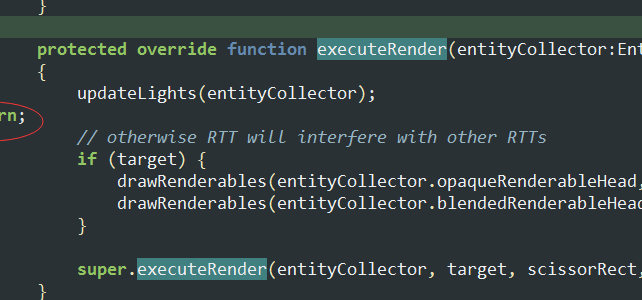 }
protected override function executeRender(entityCollector:Ent
{
updateLights(entityCollector);
rn;
// otherwise RTT will interfere with other RTTs
if (target) {
drawRenderables(entityCollector.opaqueRenderableHead,
drawRenderables(entityCollector.blendedRenderableHead
}
super.executeRender(entityCollector, target, scissorRect,
}